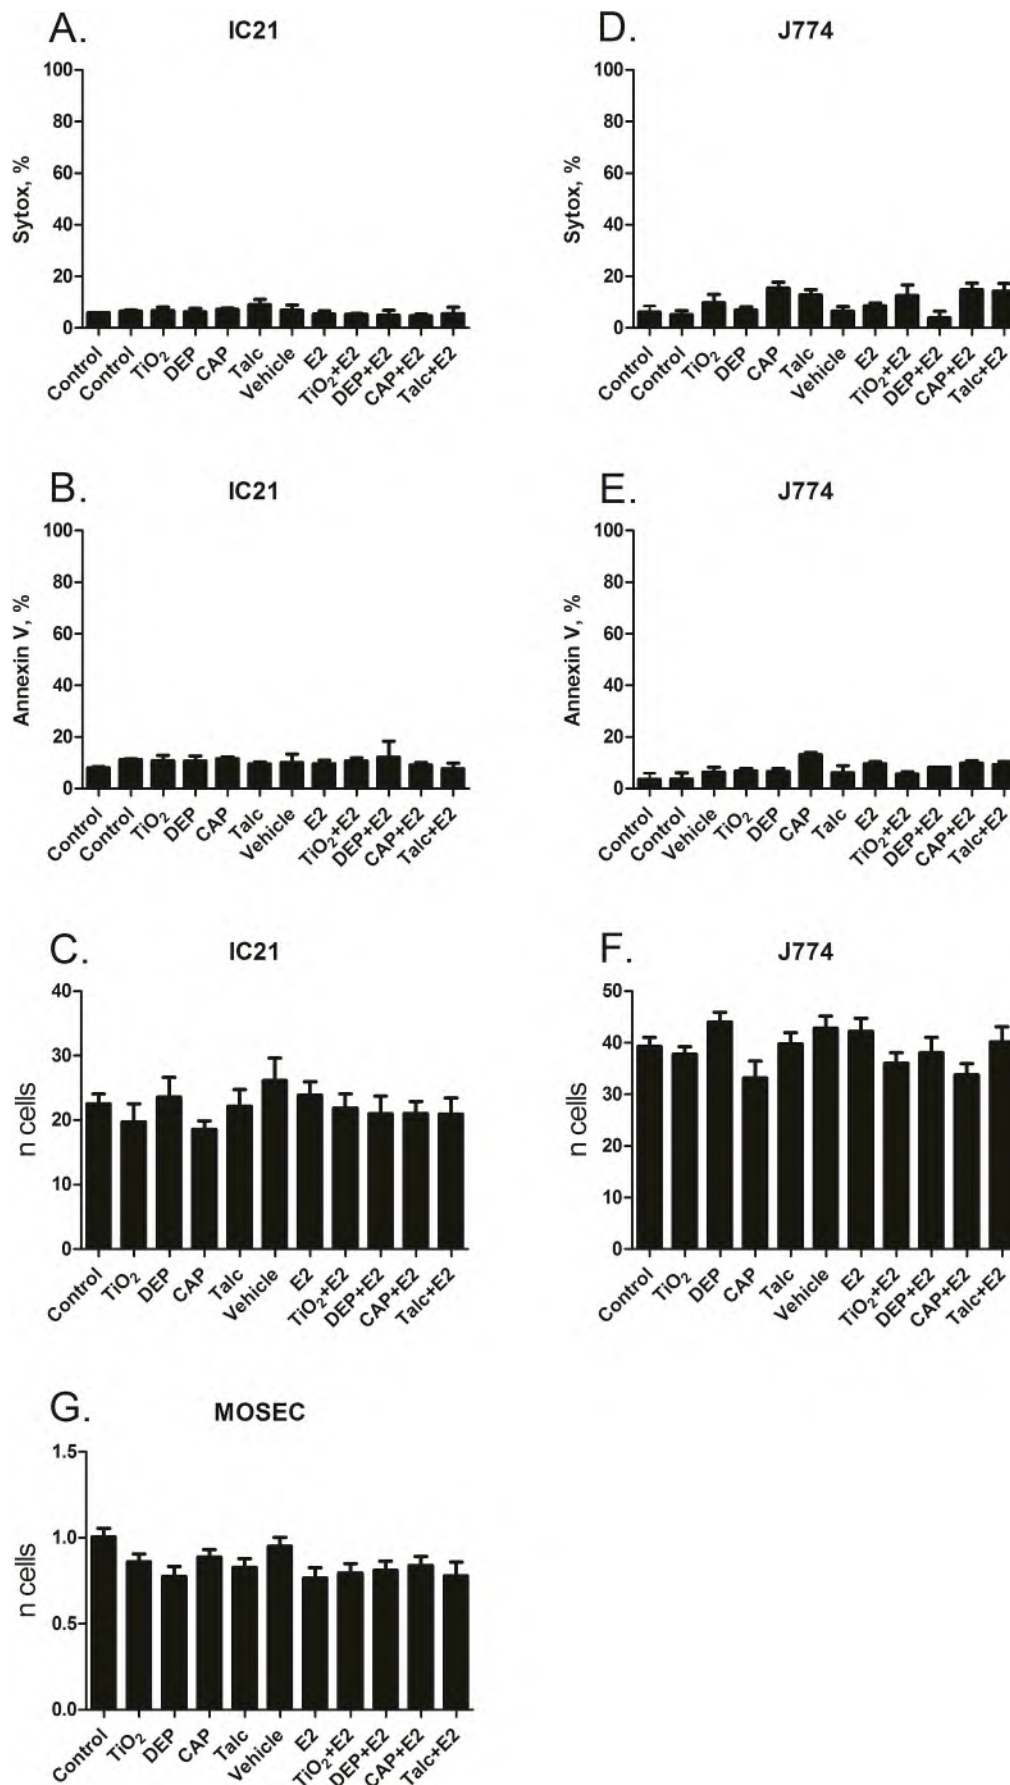 A. IC21
100
80
60
40
20
0
Sytox, %
Control Control TiO₂ DEP CAP Talc Vehicle E2 TiO₂+E2 DEP+E2 CAP+E2 Talc+E2
D. J774
100
80
60
40
20
0
Sytox, %
Control Control TiO₂ DEP CAP Talc Vehicle E2 TiO₂+E2 DEP+E2 CAP+E2 Talc+E2
B. IC21
100
80
60
40
20
0
Annexin V, %
Control Control TiO₂ DEP CAP Talc Vehicle E2 TiO₂+E2 DEP+E2 CAP+E2 Talc+E2
E. J774
100
80
60
40
20
0
Annexin V, %
Control Control Vehicle TiO₂ DEP CAP Talc E2 TiO₂+E2 DEP+E2 CAP+E2 Talc+E2
C. IC21
40
30
20
10
0
n cells
Control TiO₂ DEP CAP Talc Vehicle E2 TiO₂+E2 DEP+E2 CAP+E2 Talc+E2
F. J774
50
40
30
20
10
0
n cells
Control TiO₂ DEP CAP Talc Vehicle E2 TiO₂+E2 DEP+E2 CAP+E2 Talc+E2
G. MOSEC
1.5
1.0
0.5
0.0
n cells
Control TiO₂ DEP CAP Talc Vehicle E2 TiO₂+E2 DEP+E2 CAP+E2 Talc+E2